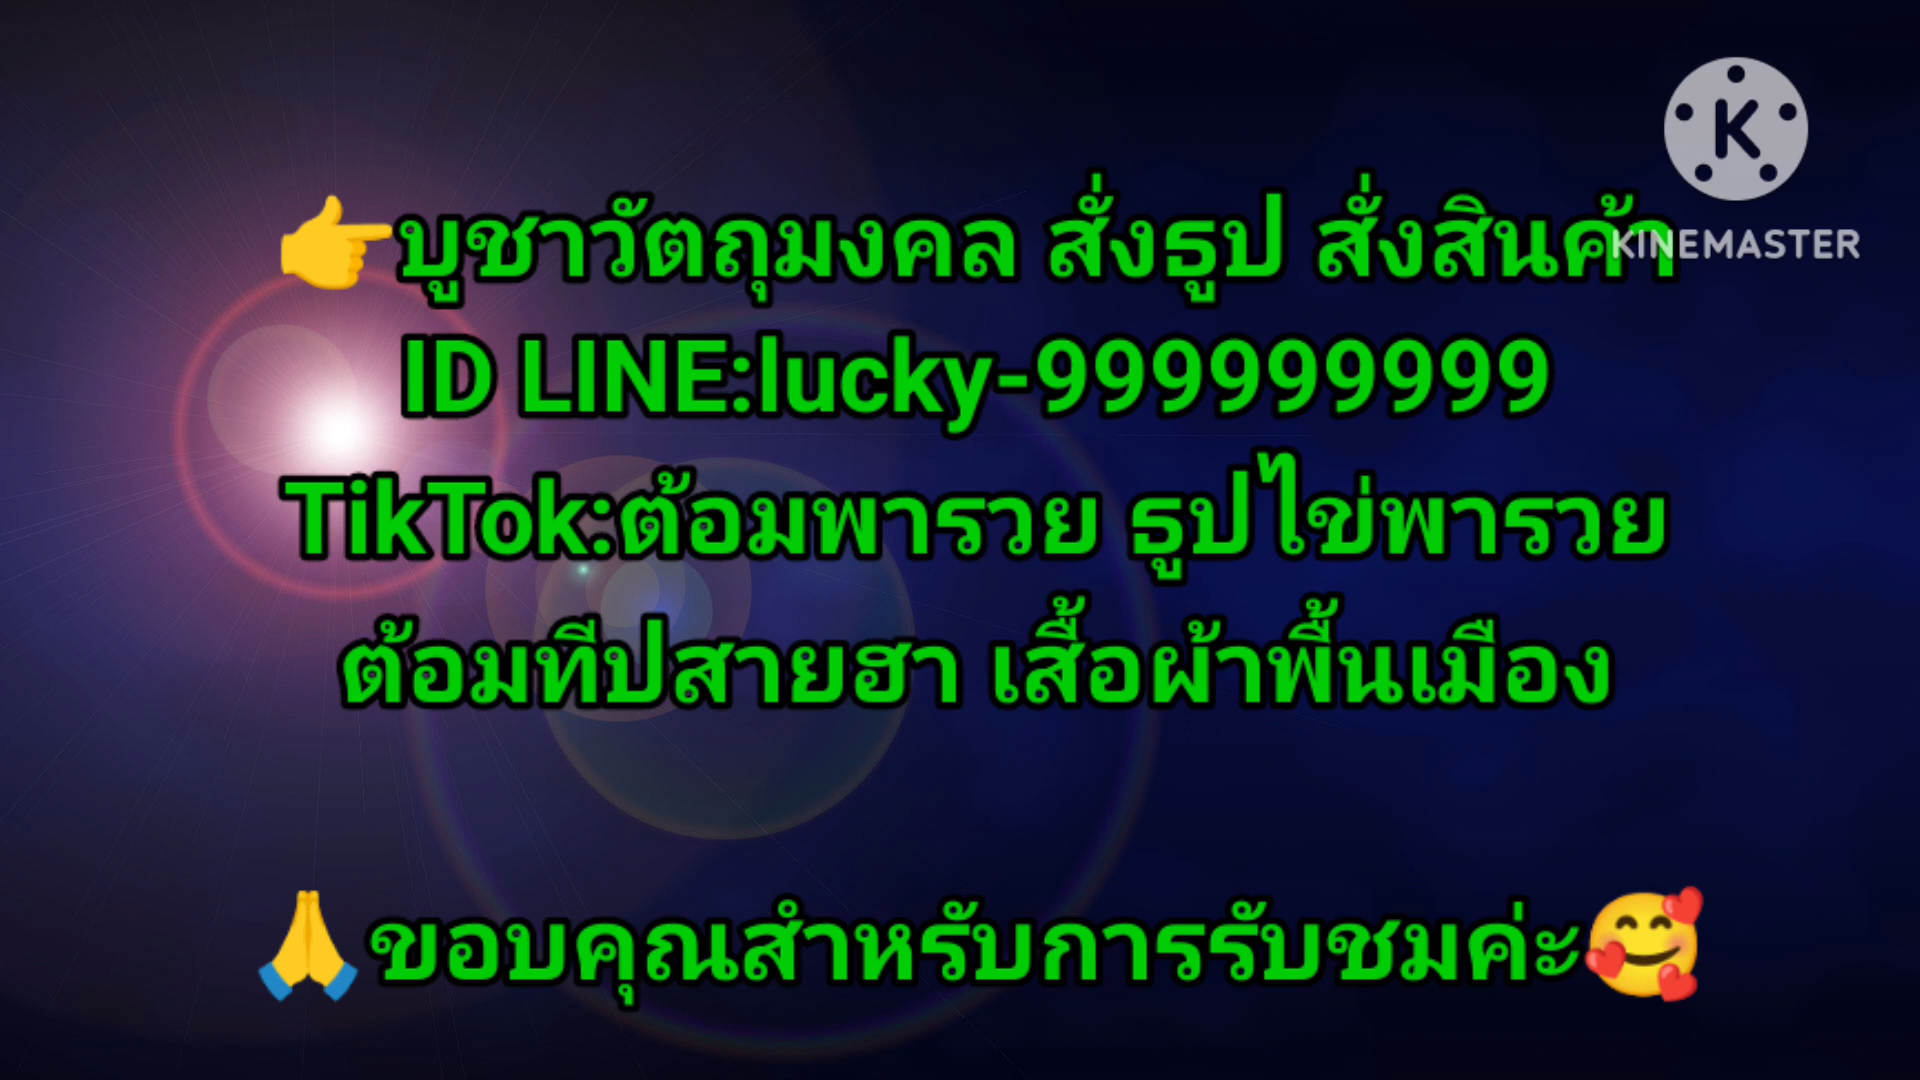 👉บูชาวัตถุมงคล สั่งธูป สั่งสินค้า
KINEMASTER
ID LINE:lucky-999999999
TikTok:ต้อมพารวย ธูปไข่พารวย
ต้อมทีปสายฮา เสื้อผ้าพื้นเมือง
🙏ขอบคุณสำหรับการรับชมค่ะ🥰